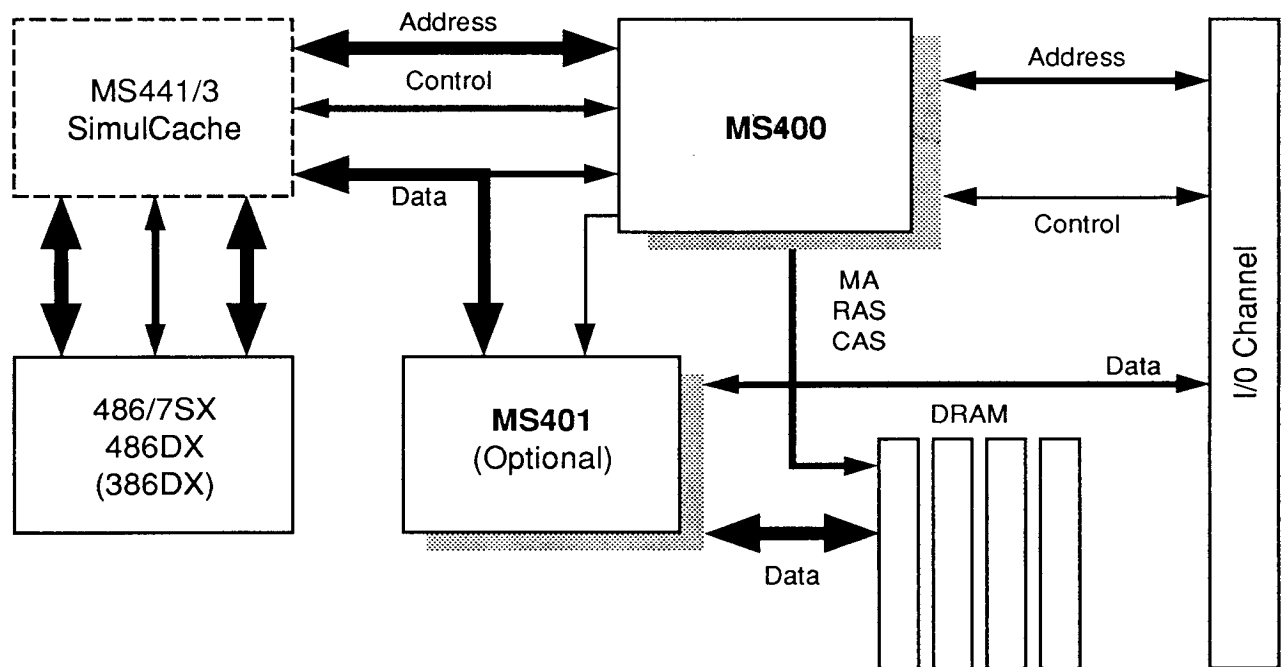 Address
MS441/3
SimulCache
Control
Data
MS400
Address
Control
MA
RAS
CAS
I/0 Channel
486/7SX
486DX
(386DX)
MS401
(Optional)
Data
DRAM
Data